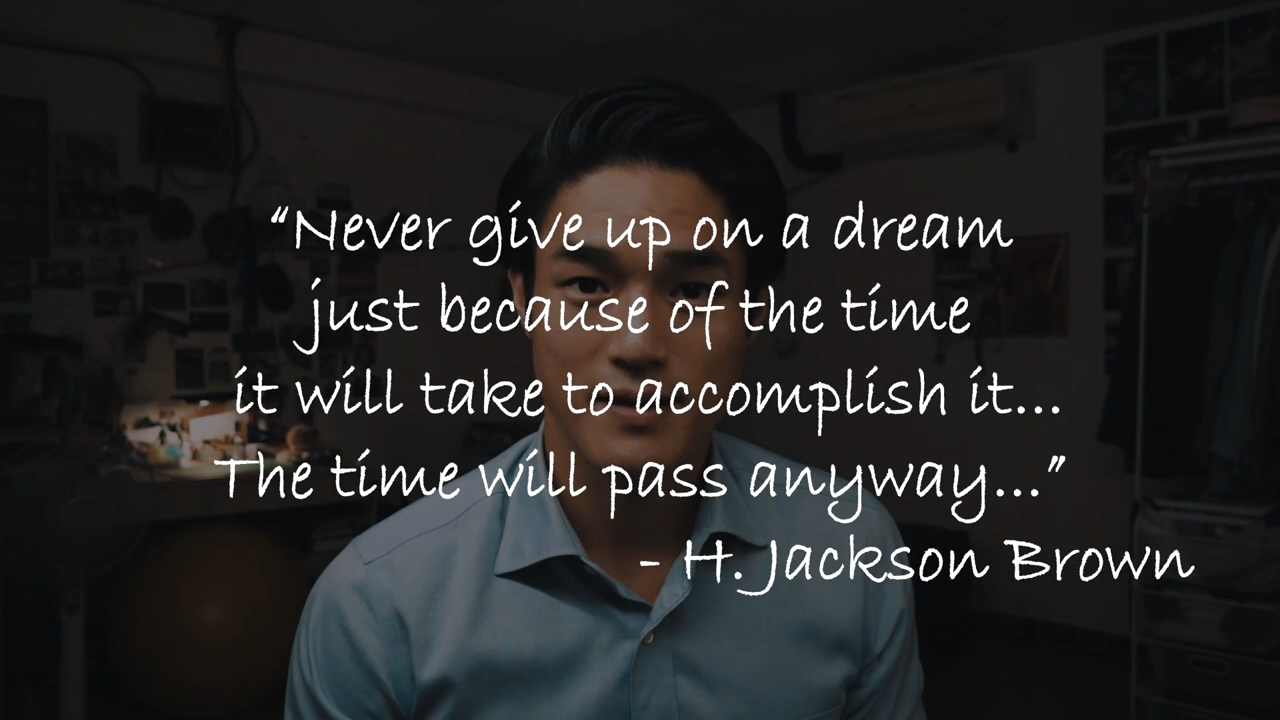 “Never give up on a dream
just because of the time
it will take to accomplish it...
The time will pass anyway...”
- H. Jackson Brown